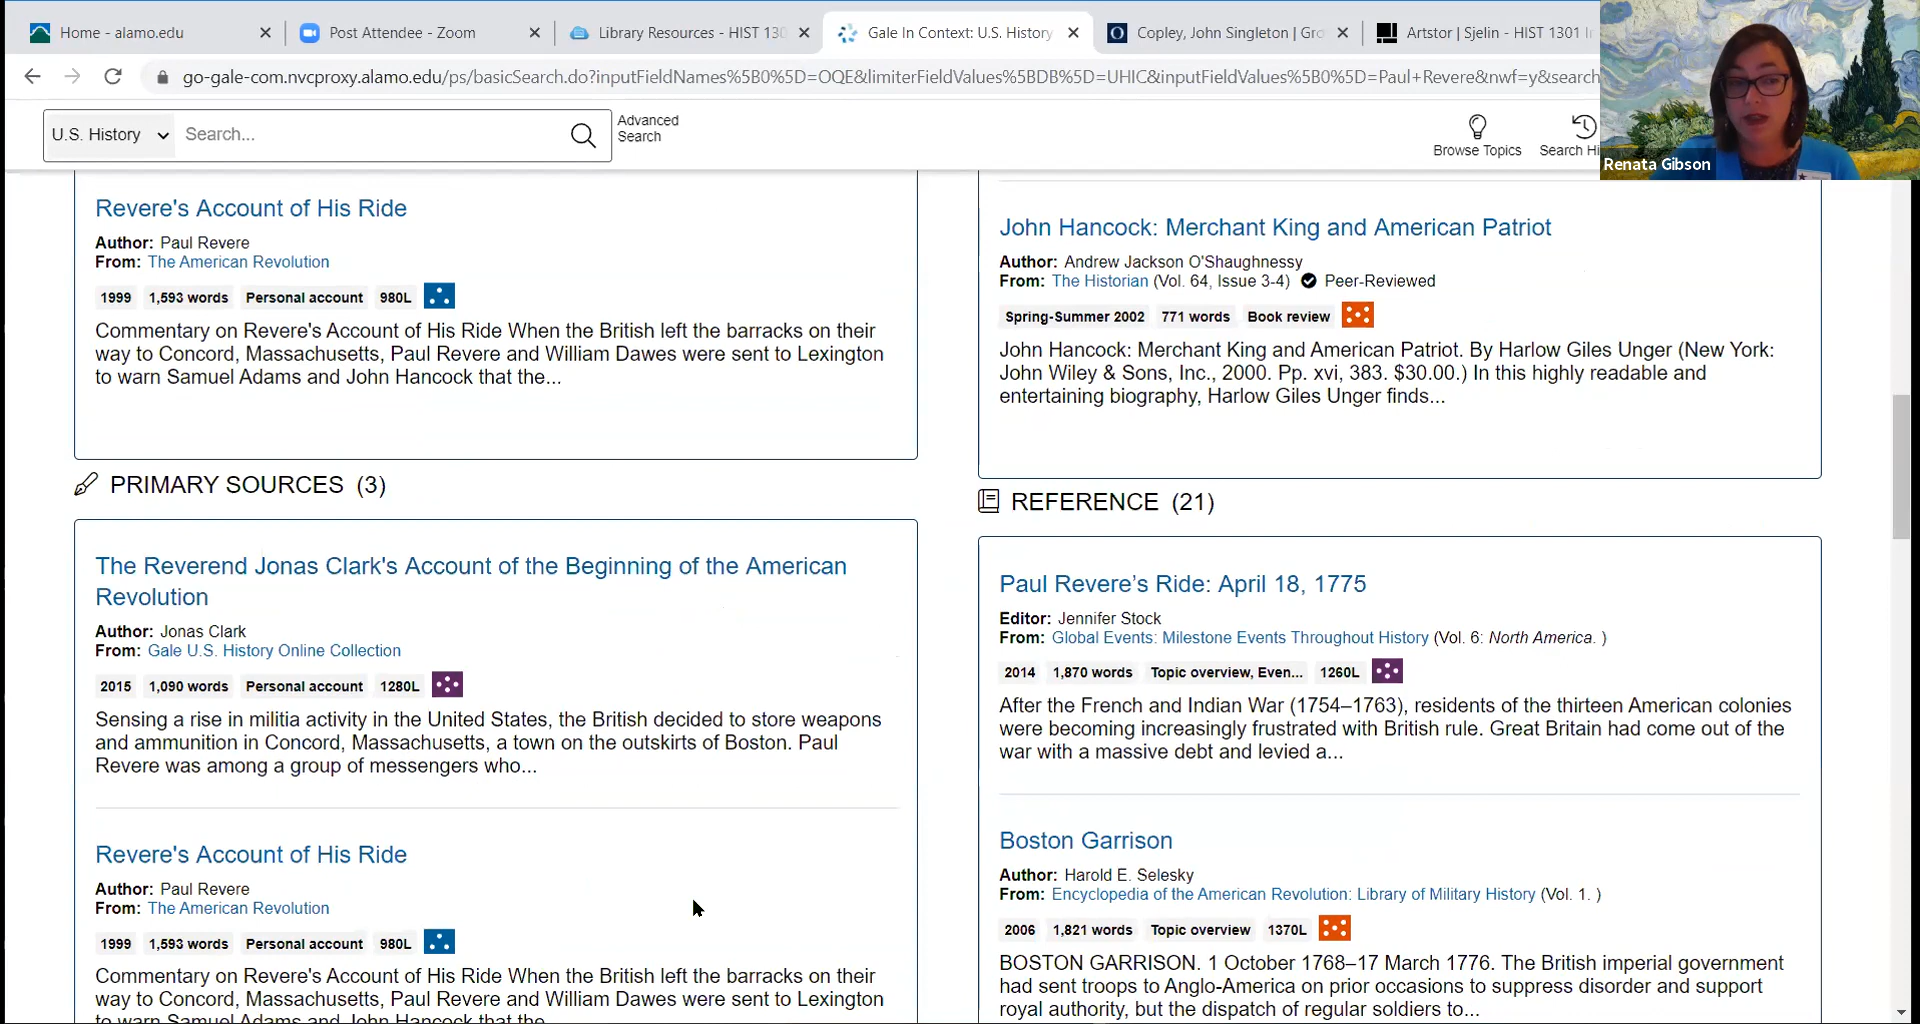 Home - alamo.edu
Post Attendee - Zoom
Library Resources - HIST 130
Gale In Context: U.S. History
Copley, John Singleton | Gro
Artstor | Sjelin - HIST 1301 I
go-gale-com.nvcproxy.alamo.edu/ps/basicSearch.do?inputFieldNames%5B0%5D=OQE&limiterFieldValues%5BDB%5D=UHIC&inputFieldValues%5B0%5D=Paul+Revere&nwf=y&search
U.S. History
Search...
Advanced
Search
Browse Topics
Search Hi
Renata Gibson
Revere's Account of His Ride
Author: Paul Revere
From: The American Revolution
1999 1,593 words Personal account 980L
Commentary on Revere's Account of His Ride When the British left the barracks on their
way to Concord, Massachusetts, Paul Revere and William Dawes were sent to Lexington
to warn Samuel Adams and John Hancock that the...
PRIMARY SOURCES (3)
The Reverend Jonas Clark's Account of the Beginning of the American
Revolution
Author: Jonas Clark
From: Gale U.S. History Online Collection
2015 1,090 words Personal account 1280L
Sensing a rise in militia activity in the United States, the British decided to store weapons
and ammunition in Concord, Massachusetts, a town on the outskirts of Boston. Paul
Revere was among a group of messengers who...
Revere's Account of His Ride
Author: Paul Revere
From: The American Revolution
1999 1,593 words Personal account 980L
Commentary on Revere's Account of His Ride When the British left the barracks on their
way to Concord, Massachusetts, Paul Revere and William Dawes were sent to Lexington
to warn Samuel Adams and John Hancock that the
John Hancock: Merchant King and American Patriot
Author: Andrew Jackson O'Shaughnessy
From: The Historian (Vol. 64, Issue 3-4) Peer-Reviewed
Spring-Summer 2002 771 words Book review
John Hancock: Merchant King and American Patriot. By Harlow Giles Unger (New York:
John Wiley & Sons, Inc., 2000. Pp. xvi, 383. $30.00.) In this highly readable and
entertaining biography, Harlow Giles Unger finds...
REFERENCE (21)
Paul Revere’s Ride: April 18, 1775
Editor: Jennifer Stock
From: Global Events: Milestone Events Throughout History (Vol. 6: North America. )
2014 1,870 words Topic overview, Even... 1260L
After the French and Indian War (1754–1763), residents of the thirteen American colonies
were becoming increasingly frustrated with British rule. Great Britain had come out of the
war with a massive debt and levied a...
Boston Garrison
Author: Harold E. Selesky
From: Encyclopedia of the American Revolution: Library of Military History (Vol. 1. )
2006 1,821 words Topic overview 1370L
BOSTON GARRISON. 1 October 1768–17 March 1776. The British imperial government
had sent troops to Anglo-America on prior occasions to suppress disorder and support
royal authority, but the dispatch of regular soldiers to...